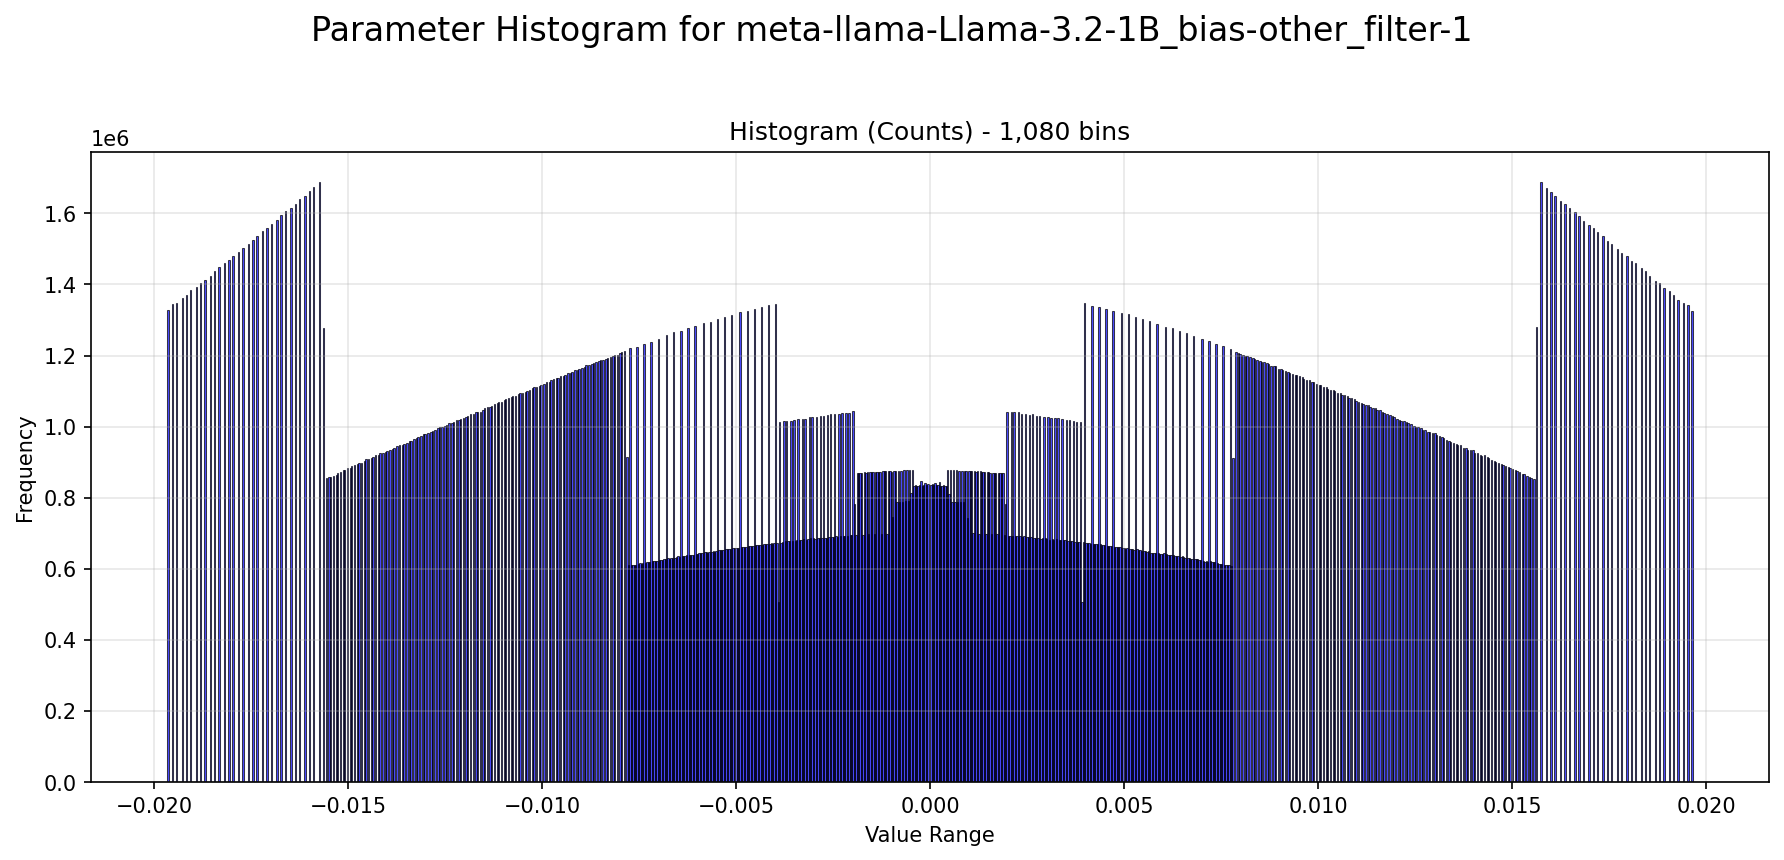 Parameter Histogram for meta-llama-Llama-3.2-1B_bias-other_filter-1
Histogram (Counts) - 1,080 bins
1e6
1.6
1.4
1.2
1.0
0.8
0.6
0.4
0.2
0.0
Frequency
−0.020 −0.015 −0.010 −0.005 0.000 0.005 0.010 0.015 0.020
Value Range